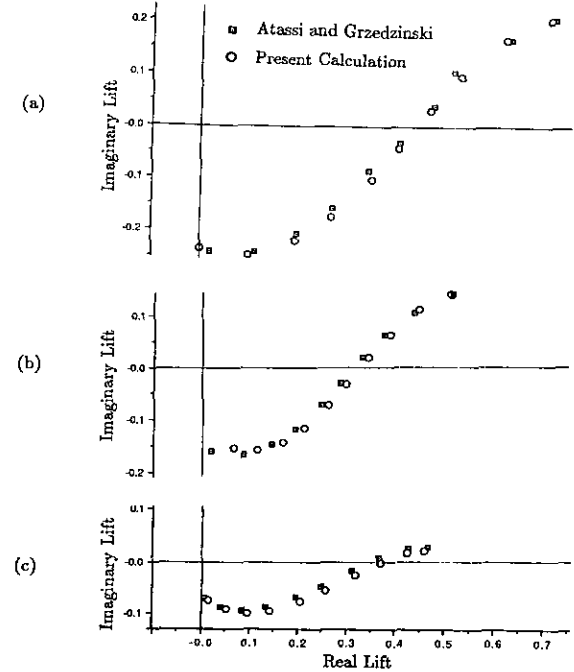 0.2
Atassi and Grzedzinski
Present Calculation
0.1
(a)
-0.0
Imaginary Lift
-0.1
-0.2
0.1
(b)
-0.0
Imaginary Lift
-0.1
-0.2
0.1
(c)
-0.0
Imaginary Lift
-0.1
-0.0 0.1 0.2 0.3 0.4 0.5 0.6 0.7
Real Lift